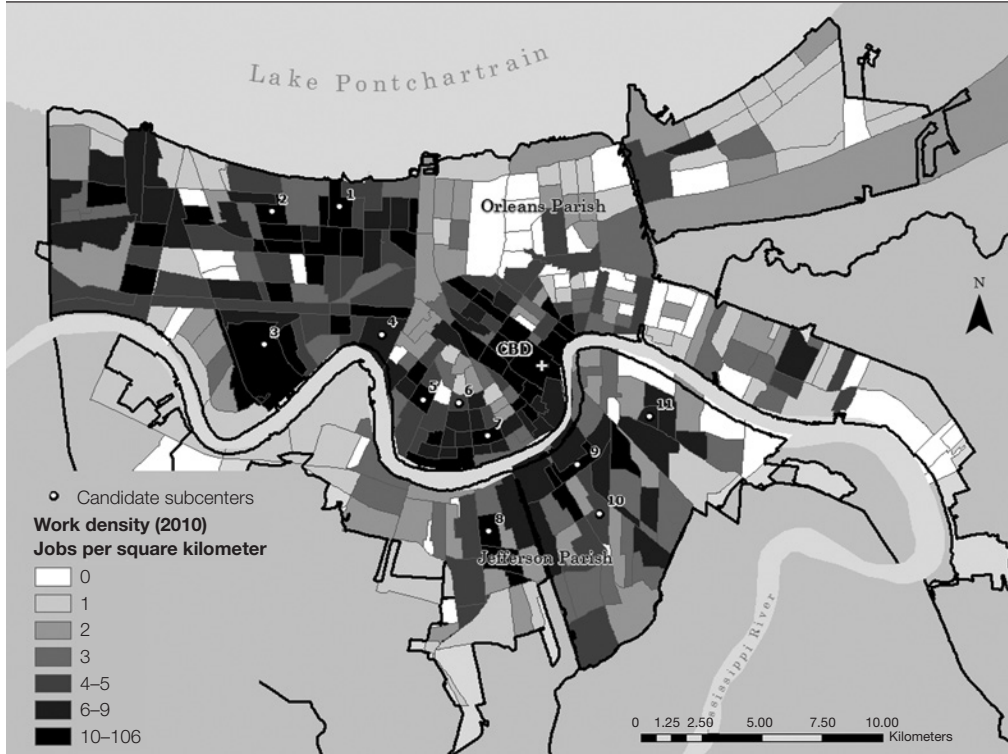 Lake Pontchartrain
1
2
Orleans Parish
N
3
4
CBD
5
6
11
7
9
10
8
Jefferson Parish
Candidate subcenters
Work density (2010)
Jobs per square kilometer
0
1
2
3
4–5
6–9
10–106
Mississippi River
0 1.25 2.50 5.00 7.50 10.00
Kilometers